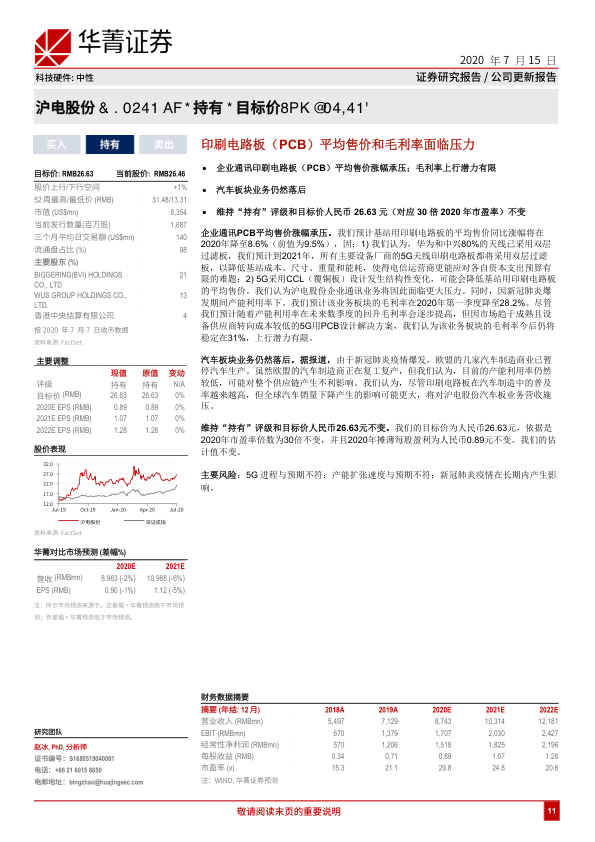 华菁证券
2020 年 7 月 15 日
科技硬件: 中性
证券研究报告 / 公司更新报告
沪电股份 & . 0241 AF * 持有 * 目标价8PK @04,41'
买入 持有 卖出
目标价: RMB26.63 当前股价: RMB26.46
股价上行/下行空间 +1%
52 周最高/最低价 (RMB) 31.48/13.31
市值 (US$mn) 6,354
当前发行数量(百万股) 1,687
三个月平均日交易额 (US$mn) 140
流通盘占比 (%) 98
主要股东 (%)
BIGGERING(BVI) HOLDINGS CO., LTD 21
WUS GROUP HOLDINGS CO., LTD. 13
香港中央结算有限公司 4
按 2020 年 7 月 7 日收市数据
资料来源: FactSet
主要调整
现值 原值 变动
评级 持有 持有 N/A
目标价 (RMB) 26.63 26.63 0%
2020E EPS (RMB) 0.89 0.89 0%
2021E EPS (RMB) 1.07 1.07 0%
2022E EPS (RMB) 1.28 1.28 0%
股价表现
32.0
27.0
22.0
17.0
12.0
Jul-19 Oct-19 Jan-20 Apr-20 Jul-20
沪电股份 深证成指
资料来源: FactSet
华菁对比市场预测 (差幅%)
2020E 2021E
营收 (RMBmn) 8,963 (-2%) 10,988 (-6%)
EPS (RMB) 0.90 (-1%) 1.12 (-5%)
注：所示市场预测来源于。正差幅 = 华菁预测高于市场预
测；负差幅 = 华菁预测低于市场预测。
研究团队
赵冰, PhD, 分析师
证书编号：S1680519040001
电话：+86 21 6015 6850
电邮地址：bingzhao@huajingsec.com
印刷电路板（PCB）平均售价和毛利率面临压力
• 企业通讯印刷电路板（PCB）平均售价涨幅承压；毛利率上行潜力有限
• 汽车板块业务仍然落后
• 维持“持有”评级和目标价人民币 26.63 元（对应 30 倍 2020 年市盈率）不变
企业通讯PCB平均售价涨幅承压。我们预计基站用印刷电路板的平均售价同比涨幅将在
2020年降至8.6%（前值为9.5%），因：1) 我们认为，华为和中兴80%的天线已采用双层
过滤板，我们预计到2021年，所有主要设备厂商的5G天线印刷电路板都将采用双层过滤
板，以降低基站成本、尺寸、重量和能耗，使得电信运营商更能应对各自资本支出预算有
限的难题；2) 5G采用CCL（覆铜板）设计发生结构性变化，可能会降低基站用印刷电路板
的平均售价。我们认为沪电股份企业通讯业务将因此面临更大压力。同时，因新冠肺炎爆
发期间产能利用率下。我们预计该业务板块的毛利率在2020年第一季度降至28.2%。尽管
我们预计随着产能利用率在未来数季度的回升毛利率会逐步提高，但因市场趋于成熟且设
备供应商转向成本较低的5G用PCB设计解决方案，我们认为该业务板块的毛利率今后仍将
稳定在31%，上行潜力有限。
汽车板块业务仍然落后。据报道，由于新冠肺炎疫情爆发，欧盟的几家汽车制造商业已暂
停汽车生产。虽然欧盟的汽车制造商正在复工复产，但我们认为，目前的产能利用率仍然
较低，可能对整个供应链产生不利影响。我们认为，尽管印刷电路在汽车制造中的普及
率越来越高，但全球汽车销量下降产生的影响可能更大，将对沪电股份汽车板业务营收施
压。
维持“持有”评级和目标价人民币26.63元不变。我们的目标价为人民币26.63元，依据是
2020年市盈率倍数为30倍不变，并且2020年摊薄每股盈利为人民币0.89元不变。我们的估
计值不变。
主要风险：5G 进程与预期不符；产能扩张速度与预期不符；新冠肺炎疫情在长期内产生影
响。
财务数据摘要
摘要 (年结: 12月) 2018A 2019A 2020E 2021E 2022E
营业收入 (RMBmn) 5,497 7,129 8,743 10,314 12,181
EBIT (RMBmn) 670 1,379 1,707 2,030 2,427
经常性净利润 (RMBmn) 570 1,206 1,518 1,825 2,196
每股收益 (RMB) 0.34 0.71 0.89 1.07 1.28
市盈率 (x) 15.3 21.1 29.8 24.8 20.6
注：WIND, 华菁证券预测
敬请阅读末页的重要说明
11